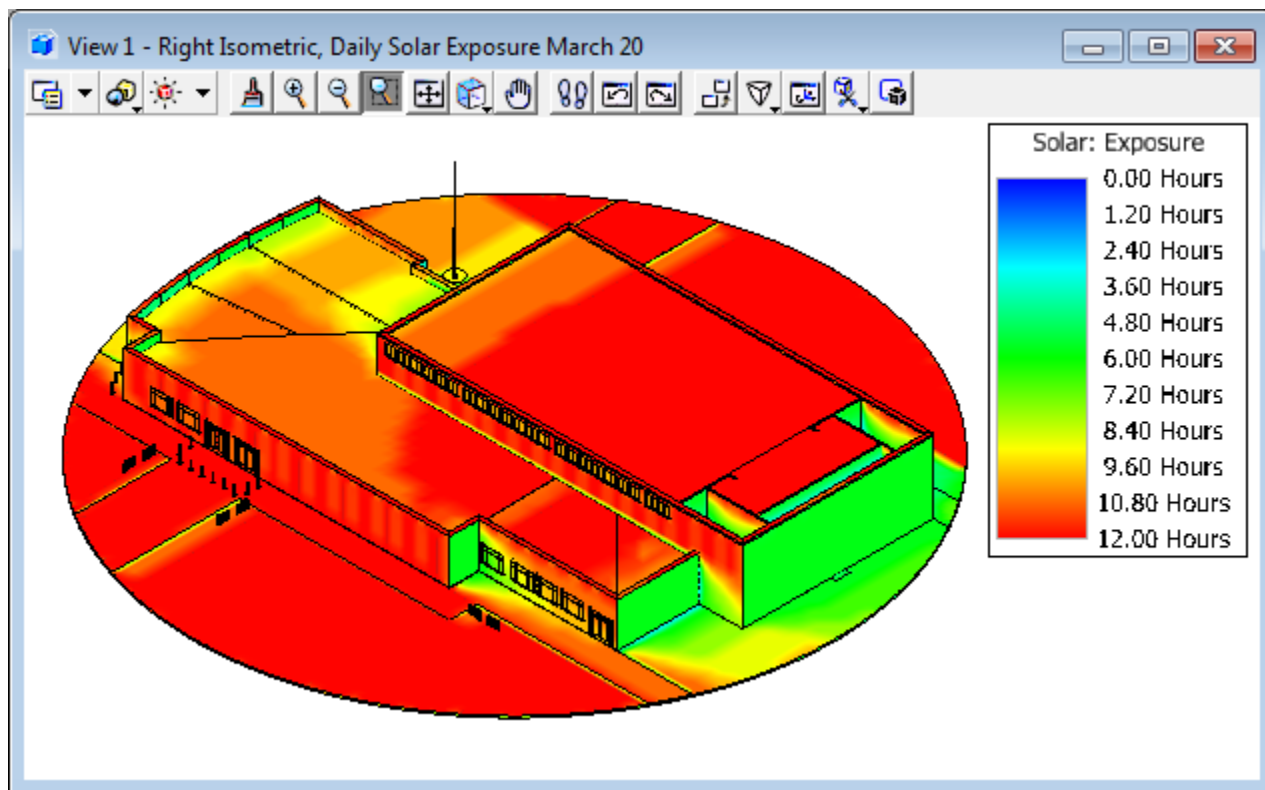 View 1 - Right Isometric, Daily Solar Exposure March 20
Solar: Exposure
0.00 Hours
1.20 Hours
2.40 Hours
3.60 Hours
4.80 Hours
6.00 Hours
7.20 Hours
8.40 Hours
9.60 Hours
10.80 Hours
12.00 Hours